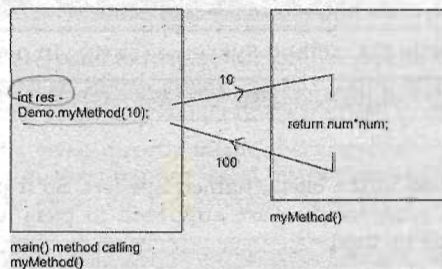 int res -
Demo.myMethod(10);
10
return num*num;
100
myMethod()
main() method calling
myMethod()